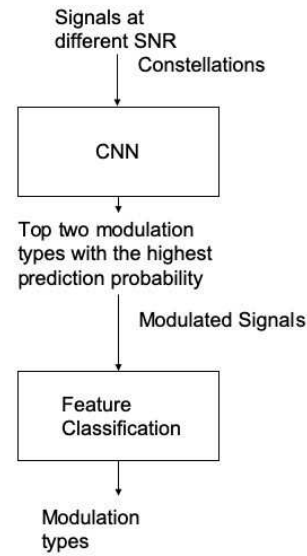 Signals at
different SNR
Constellations
CNN
Top two modulation
types with the highest
prediction probability
Modulated Signals
Feature
Classification
Modulation
types